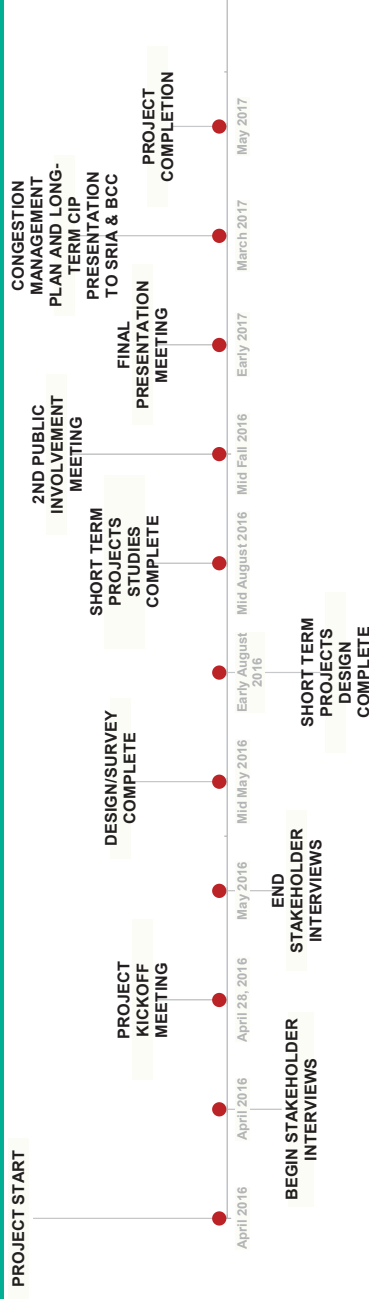 PROJECT START
April 2016
April 2016
BEGIN STAKEHOLDER
INTERVIEWS
PROJECT
KICKOFF
MEETING
April 28, 2016
May 2016
END
STAKEHOLDER
INTERVIEWS
DESIGN/SURVEY
COMPLETE
Mid May 2016
Early August
2016
SHORT TERM
PROJECTS
DESIGN
COMPLETE
SHORT TERM
PROJECTS
STUDIES
COMPLETE
Mid August 2016
2ND PUBLIC
INVOLVEMENT
MEETING
Mid Fall 2016
FINAL
PRESENTATION
MEETING
Early 2017
CONGESTION
MANAGEMENT
PLAN AND LONG-
TERM CIP
PRESENTATION
TO SRIA & BCC
March 2017
PROJECT
COMPLETION
May 2017